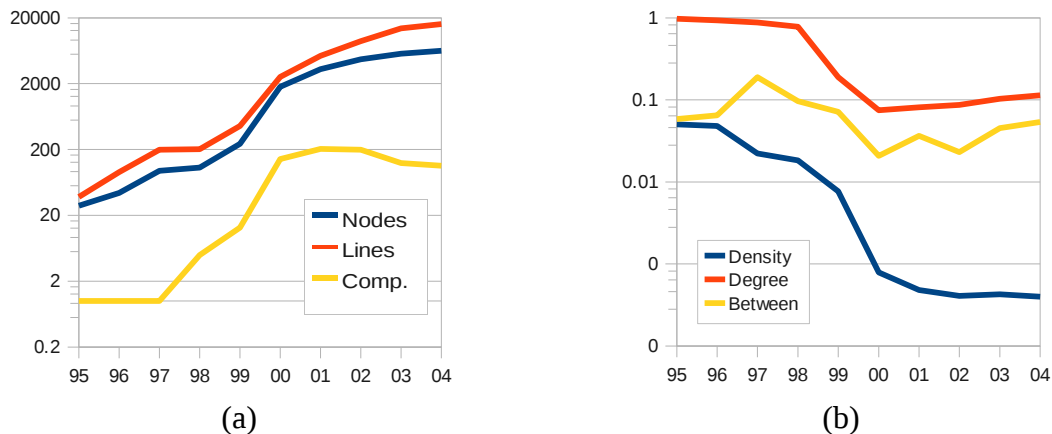 20000
2000
200
20
2
0.2
95 96 97 98 99 00 01 02 03 04
Nodes
Lines
Comp.
(a)
1
0.1
0.01
0
0
95 96 97 98 99 00 01 02 03 04
Density
Degree
Between
(b)